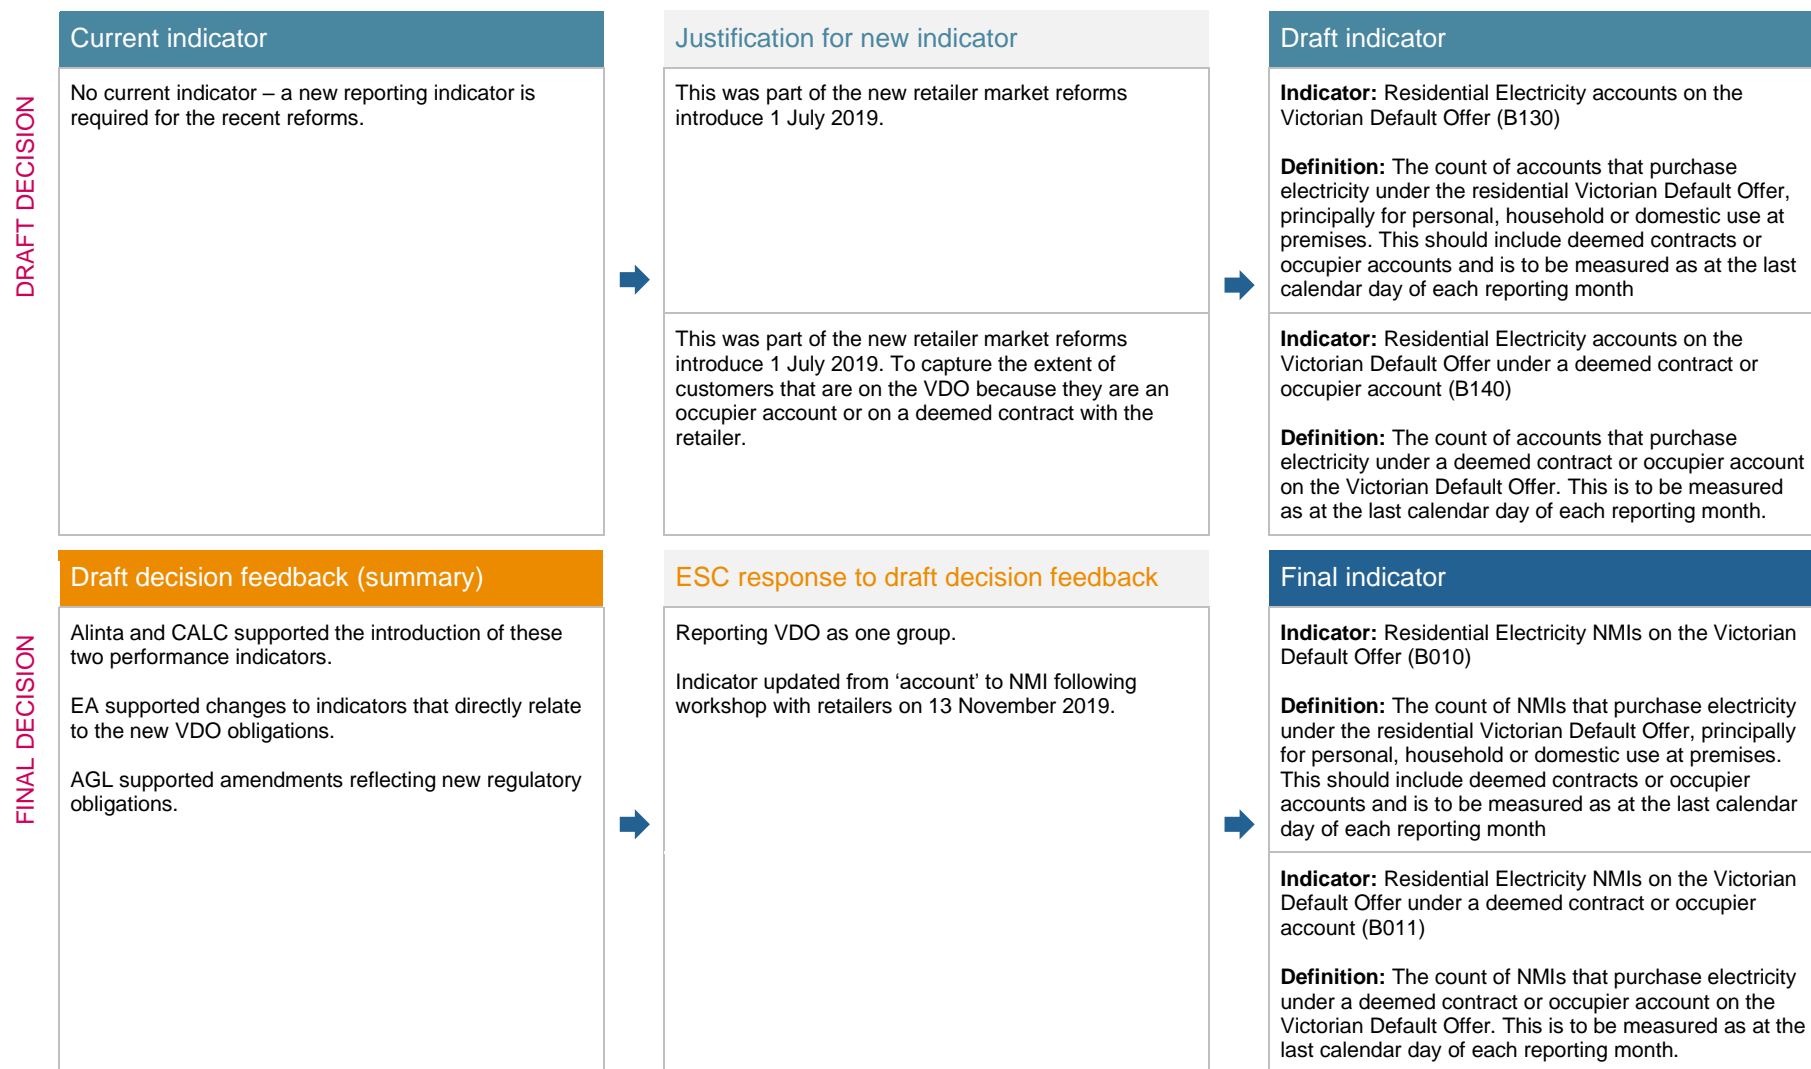 DRAFT DECISION
Current indicator
No current indicator – a new reporting indicator is
required for the recent reforms.
Justification for new indicator
This was part of the new retailer market reforms
introduce 1 July 2019.
This was part of the new retailer market reforms
introduce 1 July 2019. To capture the extent of
customers that are on the VDO because they are an
occupier account or on a deemed contract with the
retailer.
Draft indicator
Indicator: Residential Electricity accounts on the
Victorian Default Offer (B130)
Definition: The count of accounts that purchase
electricity under the residential Victorian Default Offer,
principally for personal, household or domestic use at
premises. This should include deemed contracts or
occupier accounts and is to be measured as at the last
calendar day of each reporting month
Indicator: Residential Electricity accounts on the
Victorian Default Offer under a deemed contract or
occupier account (B140)
Definition: The count of accounts that purchase
electricity under a deemed contract or occupier account
on the Victorian Default Offer. This is to be measured
as at the last calendar day of each reporting month.
FINAL DECISION
Draft decision feedback (summary)
Alinta and CALC supported the introduction of these
two performance indicators.
EA supported changes to indicators that directly relate
to the new VDO obligations.
AGL supported amendments reflecting new regulatory
obligations.
ESC response to draft decision feedback
Reporting VDO as one group.
Indicator updated from ‘account’ to NMI following
workshop with retailers on 13 November 2019.
Final indicator
Indicator: Residential Electricity NMIs on the Victorian
Default Offer (B010)
Definition: The count of NMIs that purchase electricity
under the residential Victorian Default Offer, principally
for personal, household or domestic use at premises.
This should include deemed contracts or occupier
accounts and is to be measured as at the last calendar
day of each reporting month
Indicator: Residential Electricity NMIs on the Victorian
Default Offer under a deemed contract or occupier
account (B011)
Definition: The count of NMIs that purchase electricity
under a deemed contract or occupier account on the
Victorian Default Offer. This is to be measured as at the
last calendar day of each reporting month.